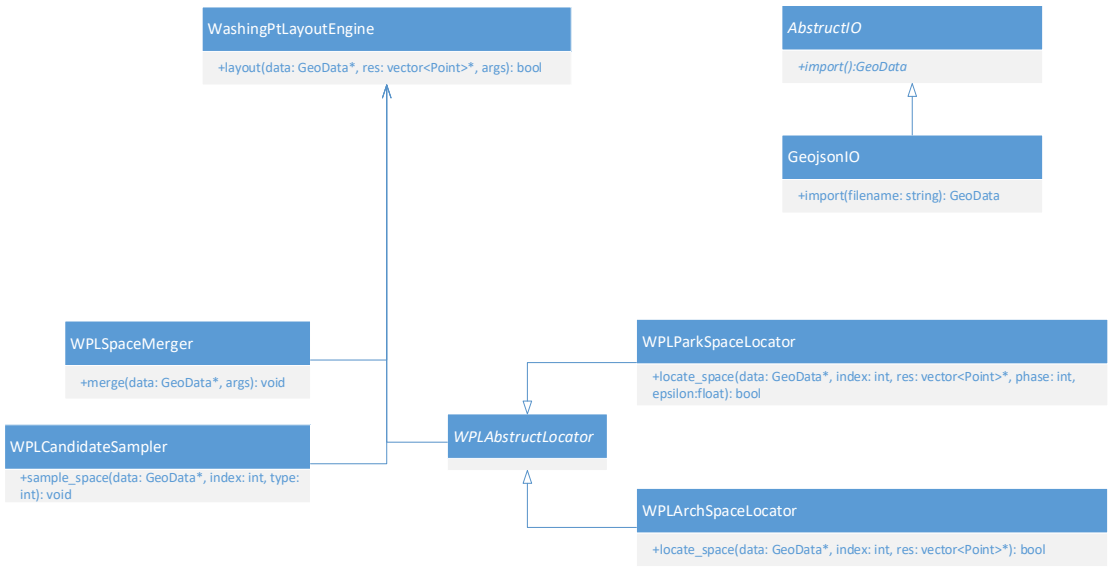 WashingPtLayoutEngine
+layout(data: GeoData*, res: vector<Point>*, args): bool
AbstructIO
+import():GeoData
GeojsonIO
+import(filename: string): GeoData
WPLSpaceMerger
+merge(data: GeoData*, args): void
WPLCandidateSampler
+sample_space(data: GeoData*, index: int, type:
int): void
WPLAbstructLocator
WPLParkSpaceLocator
+locate_space(data: GeoData*, index: int, res: vector<Point>*, phase: int,
epsilon:float): bool
WPLArchSpaceLocator
+locate_space(data: GeoData*, index: int, res: vector<Point>*): bool